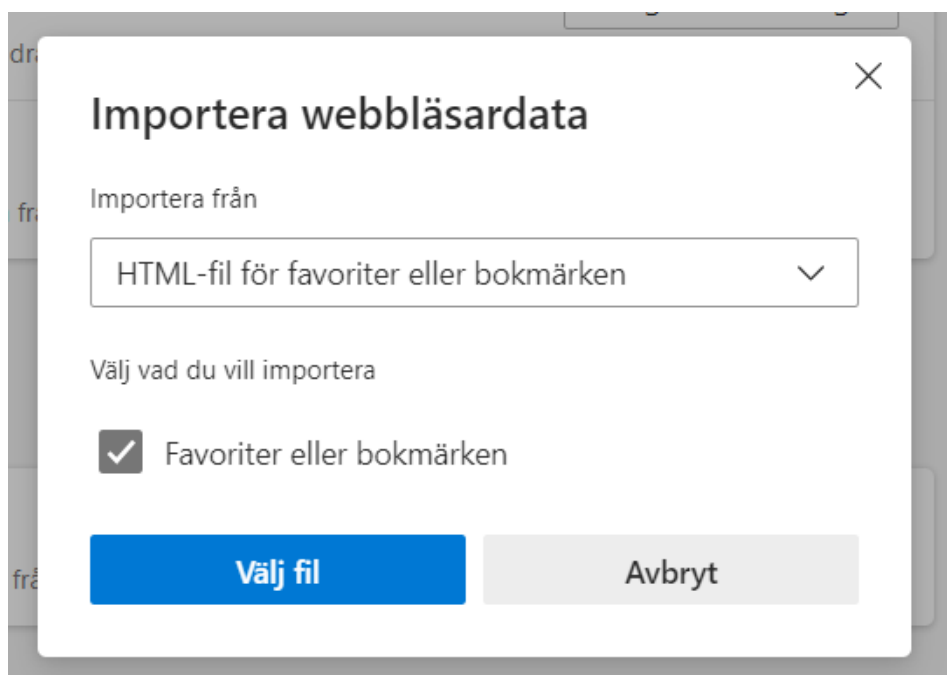 Importera webbläsardata
Importera från
HTML-fil för favoriter eller bokmärken
Välj vad du vill importera
Favoriter eller bokmärken
Välj fil
Avbryt